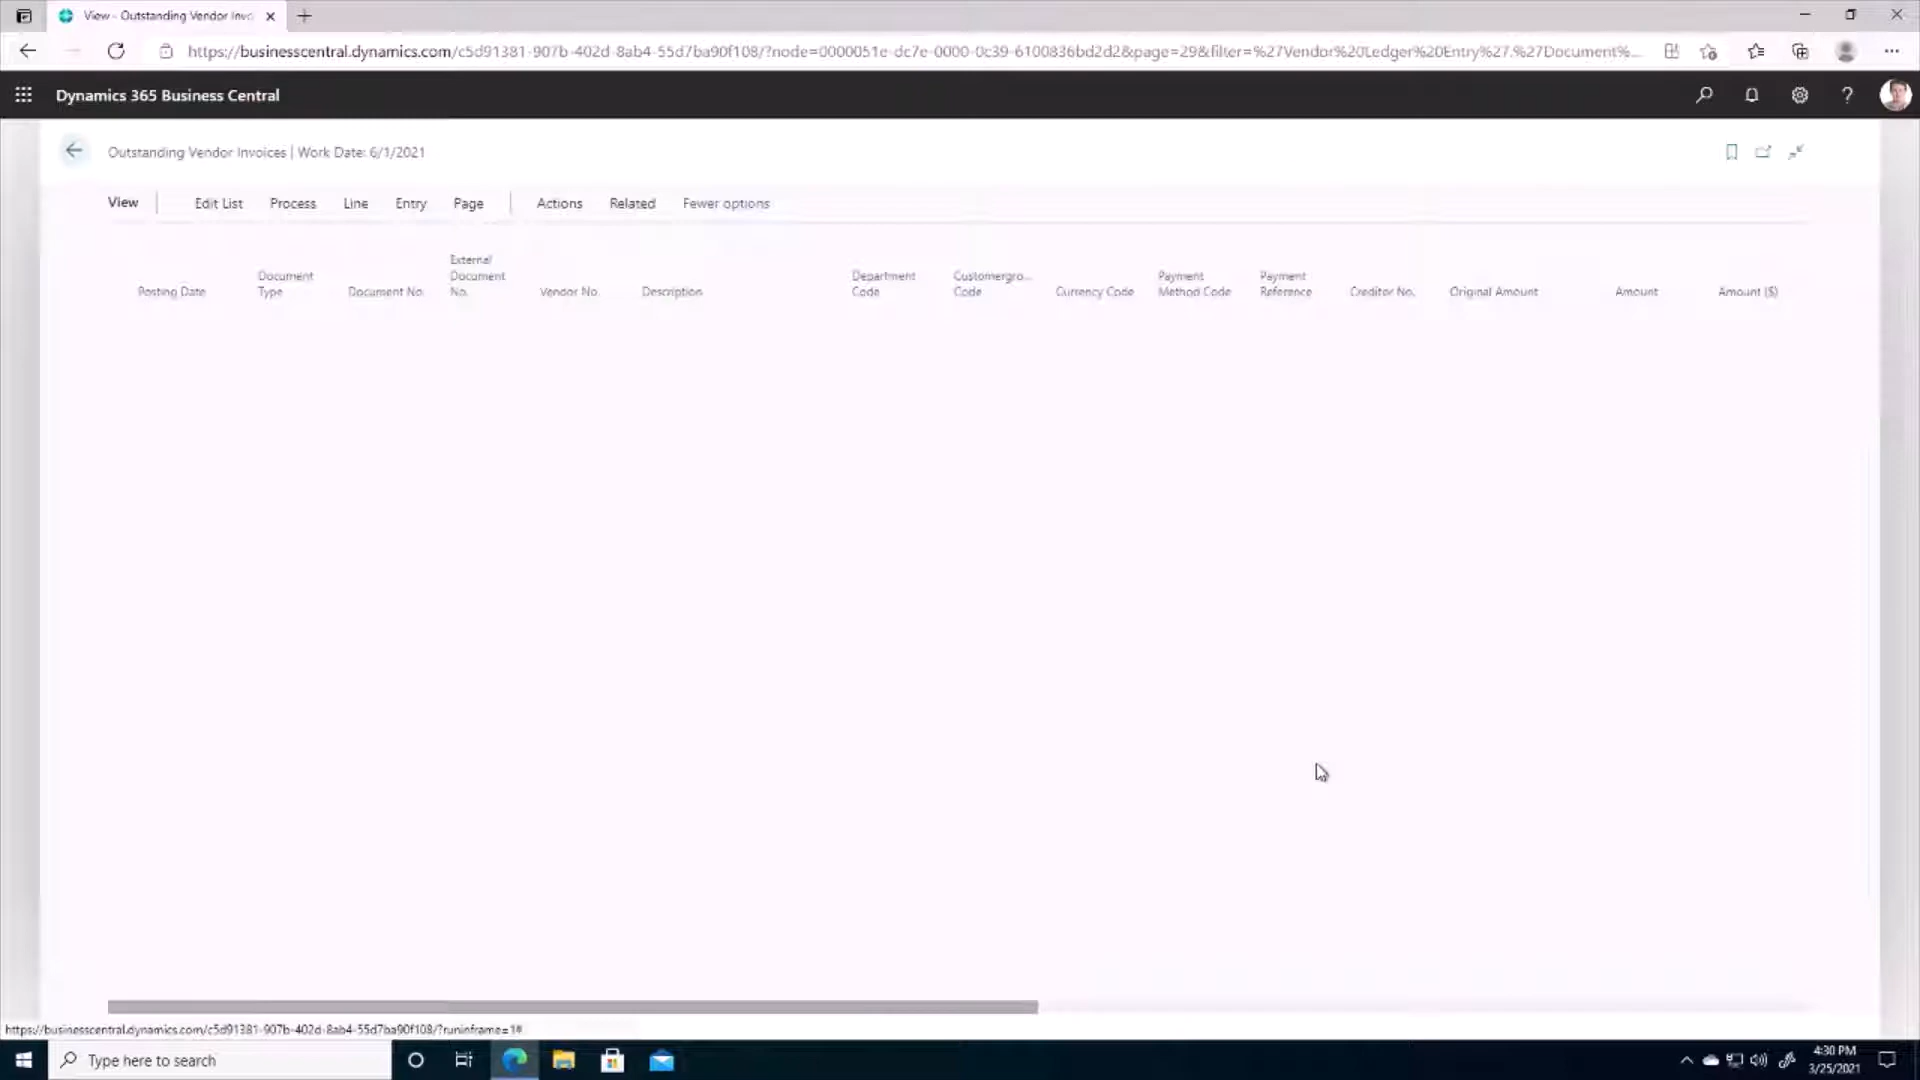 View - Outstanding Vendor Invo
https://businesscentral.dynamics.com/c5d91381-907b-402d-8ab4-55d7ba90f108/?node=0000051e-dc7e-0000-0c39-6100836bd2d2&page=29&filter=%27Vendor%20Ledger%20Entry%27.%27Document%...
Dynamics 365 Business Central
Outstanding Vendor Invoices | Work Date: 6/1/2021
View Edit List Process Line Entry Page Actions Related Fewer options
Posting Date
Document
Type
Document No.
External
Document
No.
Vendor No.
Description
Department
Code
Customergro...
Code
Currency Code
Payment
Method Code
Payment
Reference
Creditor No.
Original Amount
Amount
Amount ($)
https://businesscentral.dynamics.com/c5d91381-907b-402d-8ab4-55d7ba90f108/?runinframe=1#
Type here to search
4:30 PM
3/25/2021